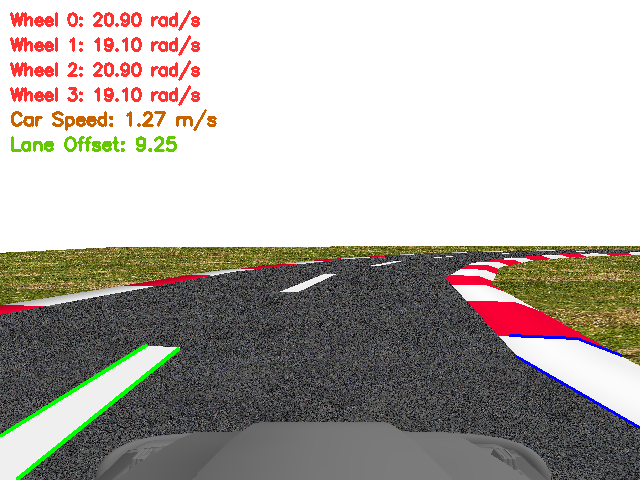 Wheel 0: 20.90 rad/s
Wheel 1: 19.10 rad/s
Wheel 2: 20.90 rad/s
Wheel 3: 19.10 rad/s
Car Speed: 1.27 m/s
Lane Offset: 9.25